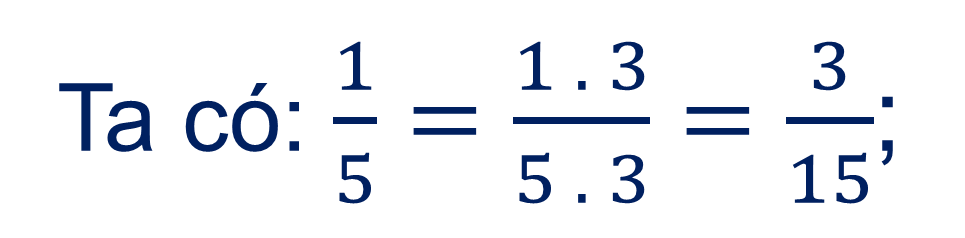 Ta có: 1/5 = 1 . 3/5 . 3 = 3/15;